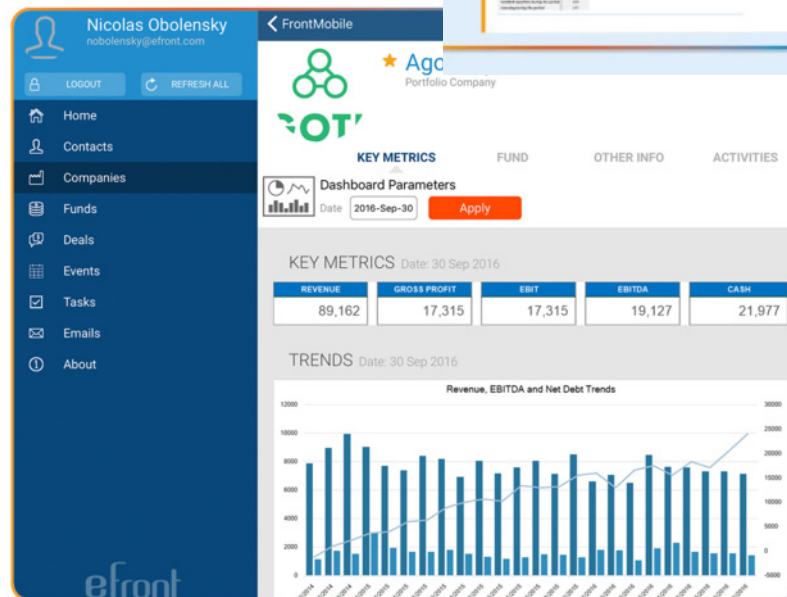 Nicolas Obolensky
nobolensky@efront.com
LOGOUT
REFRESH ALL
Home
Contacts
Companies
Funds
Deals
Events
Tasks
Emails
About
efront
FrontMobile
Ago
Portfolio Company
KEY METRICS
FUND
OTHER INFO
ACTIVITIES
Dashboard Parameters
Date 2016-Sep-30 Apply
KEY METRICS Date: 30 Sep 2016
REVENUE GROSS PROFIT EBIT EBITDA CASH
89,162 17,315 17,315 19,127 21,977
TRENDS Date: 30 Sep 2016
Revenue, EBITDA and Net Debt Trends
12000 30000
10000 25000
8000 20000
6000 15000
4000 10000
2000 5000
0 0
-5000